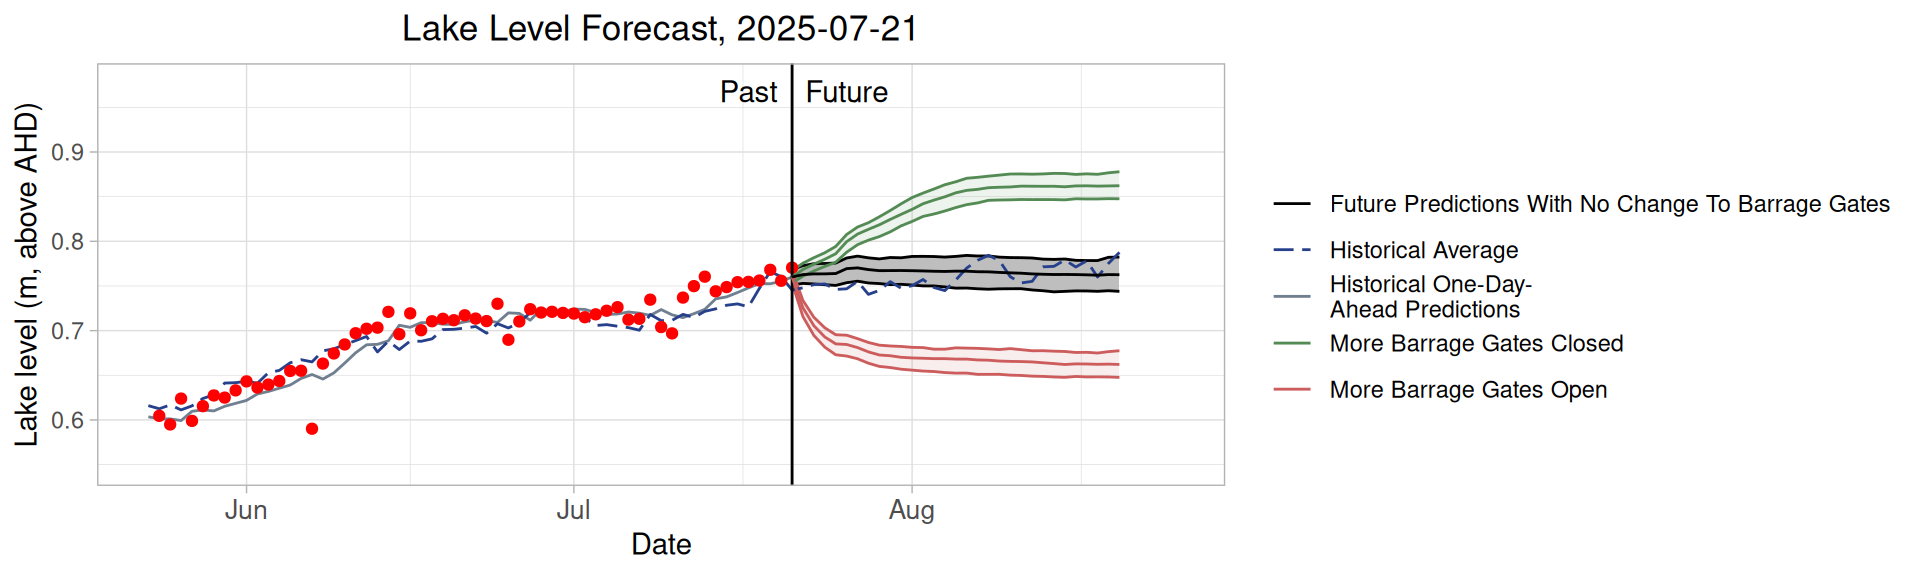 Lake Level Forecast, 2025-07-21
Past
Future
Lake level (m, above AHD)
0.9
0.8
0.7
0.6
Jun
Jul
Aug
Date
Future Predictions With No Change To Barrage Gates
Historical Average
Historical One-Day-
Ahead Predictions
More Barrage Gates Closed
More Barrage Gates Open